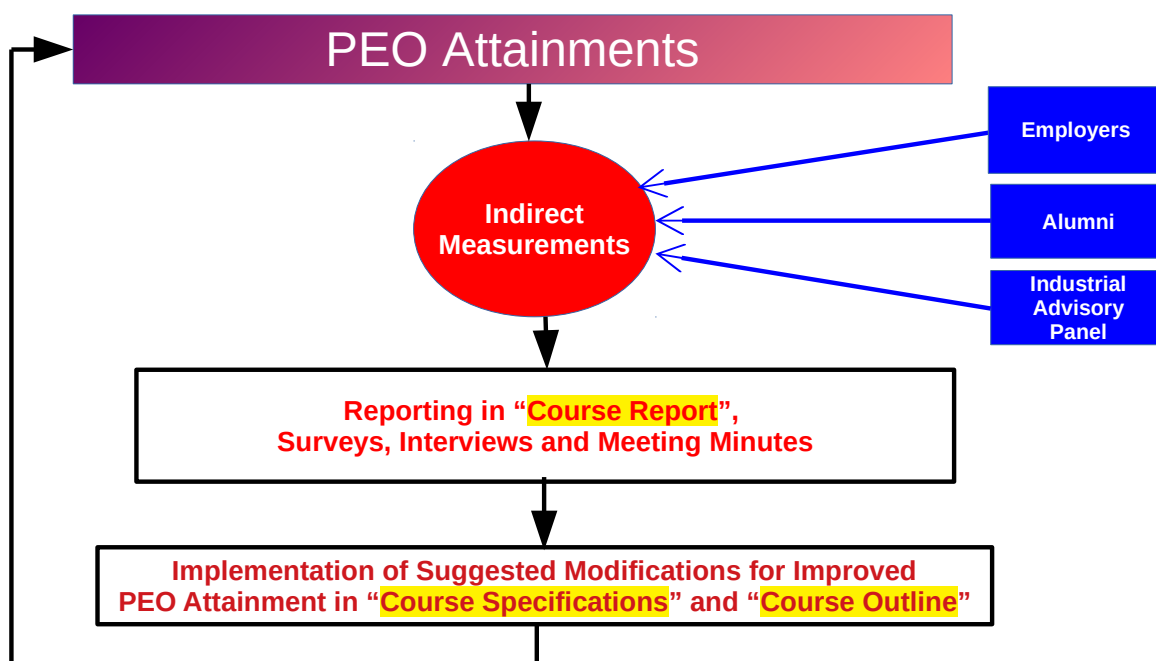 PEO Attainments
Employers
Indirect
Measurements
Alumni
Industrial
Advisory
Panel
Reporting in “Course Report”,
Surveys, Interviews and Meeting Minutes
Implementation of Suggested Modifications for Improved
PEO Attainment in “Course Specifications” and “Course Outline”